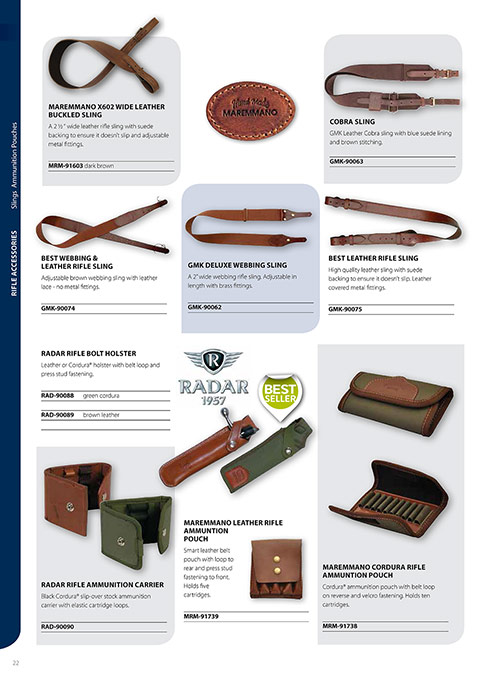 MAREMMANO X602 WIDE LEATHER
BUCKLED SLING
A 2 ½" wide leather rifle sling with suede
backing to ensure it doesn't slip and adjustable
metal fittings.
MRM-91603 dark brown
Hand Made
MAREMMANO
COBRA SLING
GMK Leather Cobra sling with blue suede lining
and brown stitching.
GMK-90063
Slings Ammunition Pouches
RIFLE ACCESSORIES
BEST WEBBING &
LEATHER RIFLE SLING
Adjustable brown webbing sling with leather
lace - no metal fittings.
GMK-90074
GMK DELUXE WEBBING SLING
A 2" wide webbing rifle sling. Adjustable in
length with brass fittings.
GMK-90062
BEST LEATHER RIFLE SLING
High quality leather sling with suede
backing to ensure it doesn't slip. Leather
covered metal fittings.
GMK-90075
RADAR RIFLE BOLT HOLSTER
Leather or Cordura® holster with belt loop and
press stud fastening.
RAD-90088 green cordura
RAD-90089 brown leather
R
RADAR
1957
BEST
SELLER
RADAR RIFLE AMMUNITION CARRIER
Black Cordura® slip-over stock ammunition
carrier with elastic cartridge loops.
RAD-90090
MAREMMANO LEATHER RIFLE
AMMUNTION
POUCH
Smart leather belt
pouch with loop to
rear and press stud
fastening to front.
Holds five
cartridges.
MRM-91739
MAREMMANO CORDURA RIFLE
AMMUNTION POUCH
Cordura® ammunition pouch with belt loop
on reverse and velcro fastening. Holds ten
cartridges.
MRM-91738
22